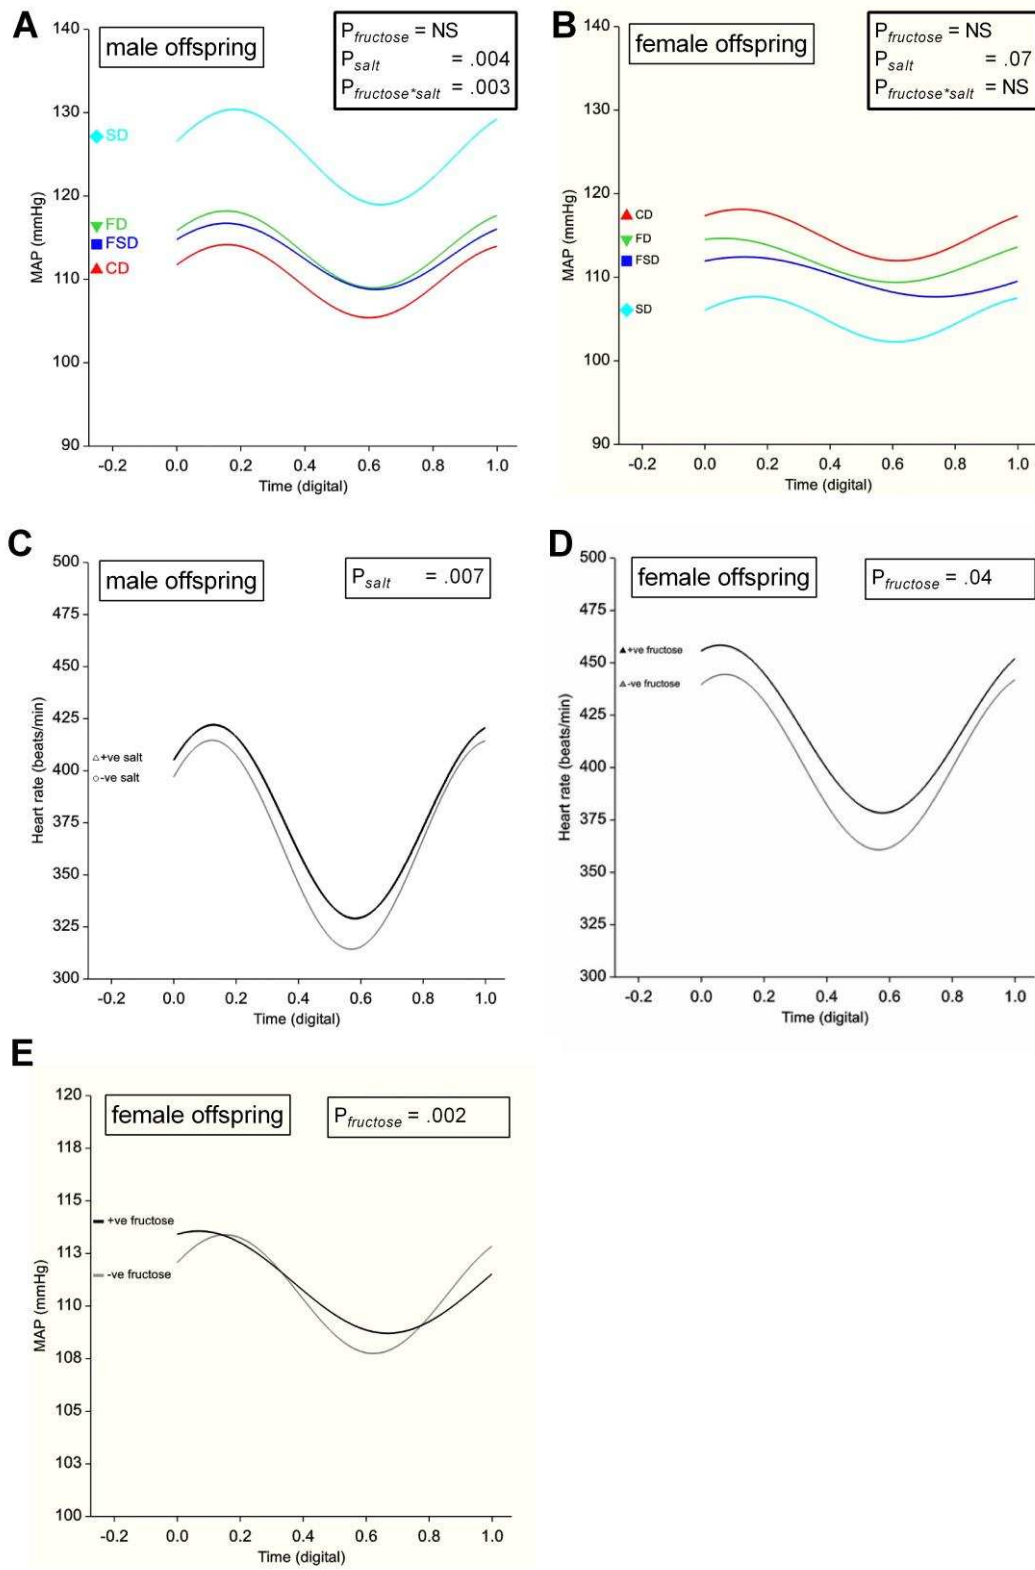 A
male offspring
P fructose = NS
P salt = .004
P fructose*salt = .003
140
130
120
110
100
90
MAP (mmHg)
SD
FD
FSD
CD
-0.2 0.0 0.2 0.4 0.6 0.8 1.0
Time (digital)
B
female offspring
P fructose = NS
P salt = .07
P fructose*salt = NS
140
130
120
110
100
90
MAP (mmHg)
CD
FD
FSD
SD
-0.2 0.0 0.2 0.4 0.6 0.8 1.0
Time (digital)
C
male offspring
P salt = .007
500
475
450
425
400
375
350
325
300
Heart rate (beats/min)
+ve salt
-ve salt
-0.2 0.0 0.2 0.4 0.6 0.8 1.0
Time (digital)
D
female offspring
P fructose = .04
500
475
450
425
400
375
350
325
300
Heart rate (beats/min)
+ve fructose
-ve fructose
-0.2 0.0 0.2 0.4 0.6 0.8 1.0
Time (digital)
E
female offspring
P fructose = .002
120
118
115
113
110
108
105
103
100
MAP (mmHg)
+ve fructose
-ve fructose
-0.2 0.0 0.2 0.4 0.6 0.8 1.0
Time (digital)